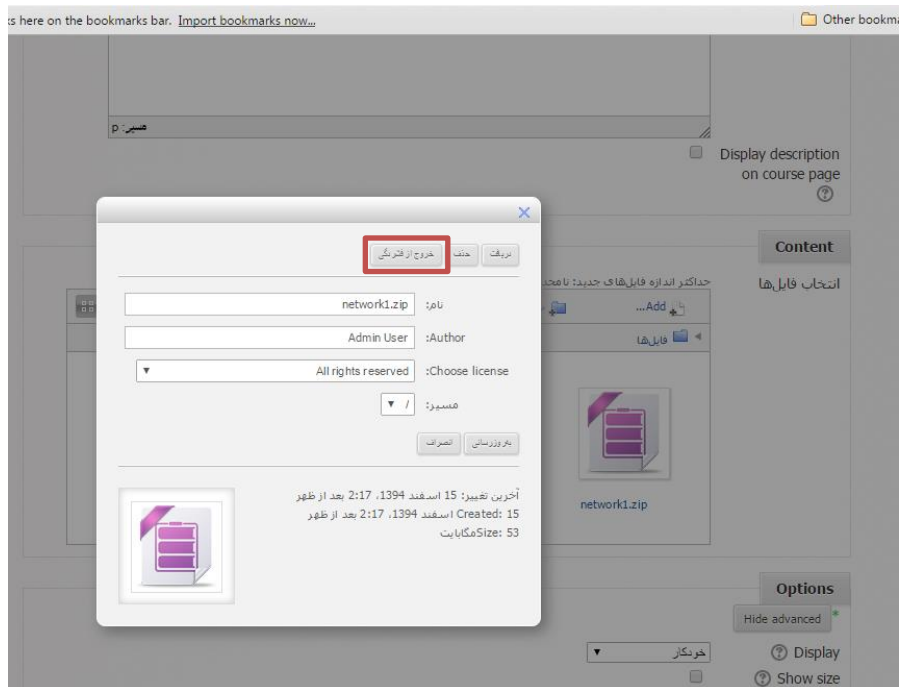 s here on the bookmarks bar. Import bookmarks now...
Other bookma
مسیر: p
Display description
on course page
Content
دریافت
حذف
خروج از فشردگی
انتخاب فایل‌ها
حداکثر اندازه فایل‌های جدید: نامحد
Add...
فایل‌ها
نام:
network1.zip
Author:
Admin User
Choose license:
All rights reserved
مسیر:
/
به‌روزرسانی
انصراف
network1.zip
آخرین تغییر: 15 اسفند 1394، 2:17 بعد از ظهر
Created: 15 اسفند 1394، 2:17 بعد از ظهر
Size: 53مگابایت
Options
Hide advanced *
Display
خودکار
Show size